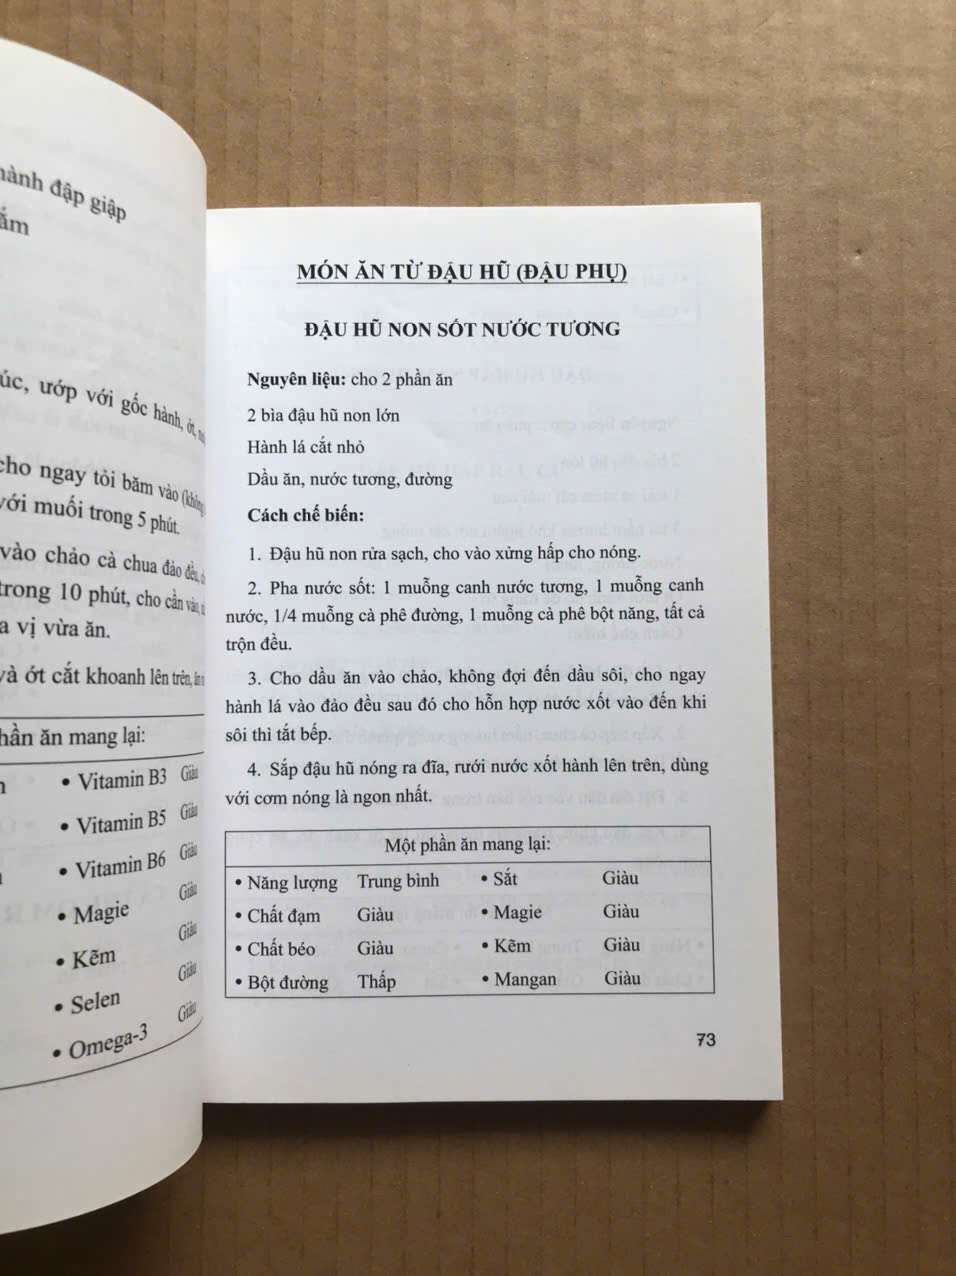 hành đập giập
úc, ướp với gốc hành, ớt,
cho ngay tỏi băm vào
với muối trong 5 phút.
vào chảo cà chua đảo đều,
trong 10 phút, cho cần vào,
a vị vừa ăn.
và ớt cắt khoanh lên trên,
hần ăn mang lại:
• Vitamin B3 Giàu
• Vitamin B5 Giàu
• Vitamin B6 Giàu
• Magie Giàu
• Kẽm Giàu
• Selen Giàu
• Omega-3 Giàu
MÓN ĂN TỪ ĐẬU HŨ (ĐẬU PHỤ)
ĐẬU HŨ NON SỐT NƯỚC TƯƠNG
Nguyên liệu: cho 2 phần ăn
2 bìa đậu hũ non lớn
Hành lá cắt nhỏ
Dầu ăn, nước tương, đường
Cách chế biến:
1. Đậu hũ non rửa sạch, cho vào xửng hấp cho nóng.
2. Pha nước sốt: 1 muỗng canh nước tương, 1 muỗng canh
nước, 1/4 muỗng cà phê đường, 1 muỗng cà phê bột năng, tất cả
trộn đều.
3. Cho dầu ăn vào chảo, không đợi đến dầu sôi, cho ngay
hành lá vào đảo đều sau đó cho hỗn hợp nước xốt vào đến khi
sôi thì tắt bếp.
4. Sắp đậu hũ nóng ra đĩa, rưới nước xốt hành lên trên, dùng
với cơm nóng là ngon nhất.
Một phần ăn mang lại:
• Năng lượng Trung bình • Sắt Giàu
• Chất đạm Giàu • Magie Giàu
• Chất béo Giàu • Kẽm Giàu
• Bột đường Thấp • Mangan Giàu
73